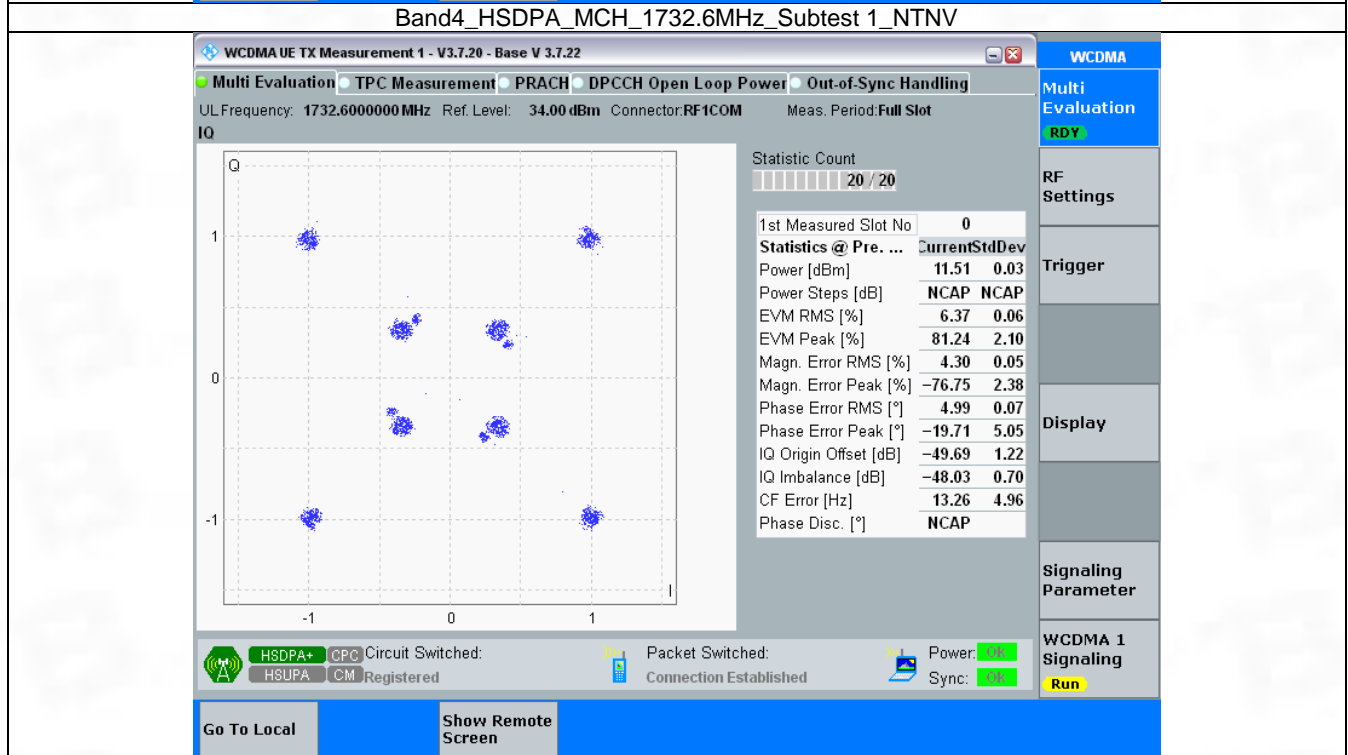 Band4_HSDPA_MCH_1732.6MHz_Subtest 1_NTNV
WCDMA UE TX Measurement 1 - V3.7.20 - Base V 3.7.22
WCDMA
Multi Evaluation TPC Measurement PRACH DPCCH Open Loop Power Out-of-Sync Handling
Multi Evaluation
RDY
UL Frequency: 1732.6000000 MHz Ref. Level: 34.00 dBm Connector:RF1COM Meas. Period:Full Slot
IQ
Q
1
0
-1
-1 0 1
I
Statistic Count
20 / 20
1st Measured Slot No 0
Statistics @ Pre. ... Current StdDev
Power [dBm] 11.51 0.03
Power Steps [dB] NCAP NCAP
EVM RMS [%] 6.37 0.06
EVM Peak [%] 81.24 2.10
Magn. Error RMS [%] 4.30 0.05
Magn. Error Peak [%] −76.75 2.38
Phase Error RMS [°] 4.99 0.07
Phase Error Peak [°] −19.71 5.05
IQ Origin Offset [dB] −49.69 1.22
IQ Imbalance [dB] −48.03 0.70
CF Error [Hz] 13.26 4.96
Phase Disc. [°] NCAP
RF Settings
Trigger
Display
Signaling Parameter
WCDMA 1 Signaling
Run
HSDPA+ CPC Circuit Switched: Packet Switched: Power: OK
HSUPA CM Registered Connection Established Sync: OK
Go To Local
Show Remote Screen